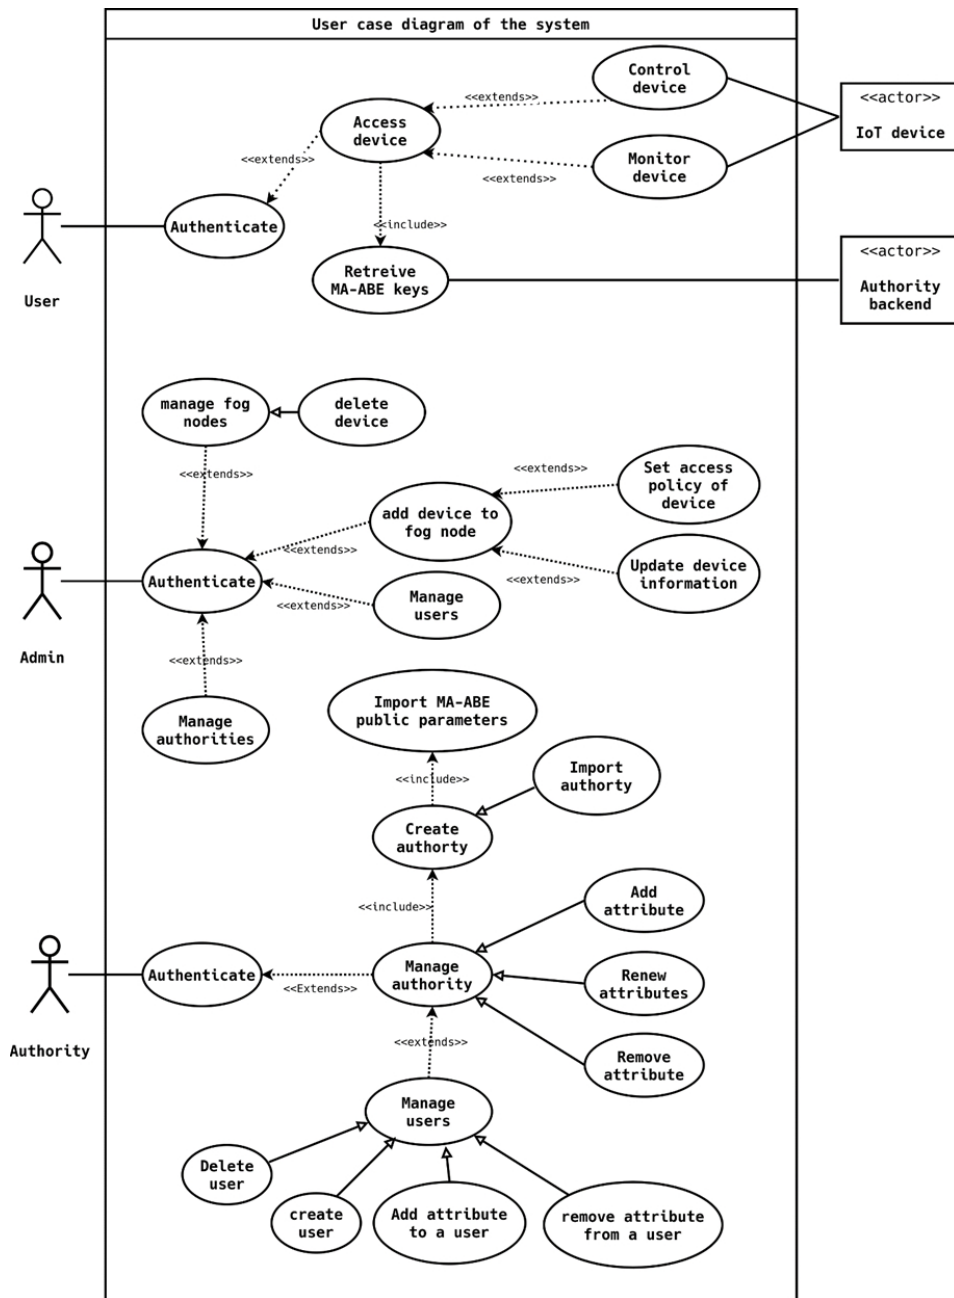 User case diagram of the system
Control
device
<<actor>>
IoT device
<<extends>>
Access
device
Monitor
device
<<extends>>
<<extends>>
Authenticate
<<include>>
User
Retreive
MA-ABE keys
<<actor>>
Authority
backend
manage fog
nodes
delete
device
<<extends>>
<<extends>>
Set access
policy of
device
add device to
fog node
<<extends>>
Update device
information
<<extends>>
Authenticate
<<extends>>
Manage
users
Admin
<<extends>>
Manage
authorities
Import MA-ABE
public parameters
<<include>>
Import
authorty
Create
authorty
<<include>>
Add
attribute
Authenticate
<<Extends>>
Manage
authority
Renew
attributes
Authority
<<extends>>
Remove
attribute
Manage
users
Delete
user
create
user
Add attribute
to a user
remove attribute
from a user